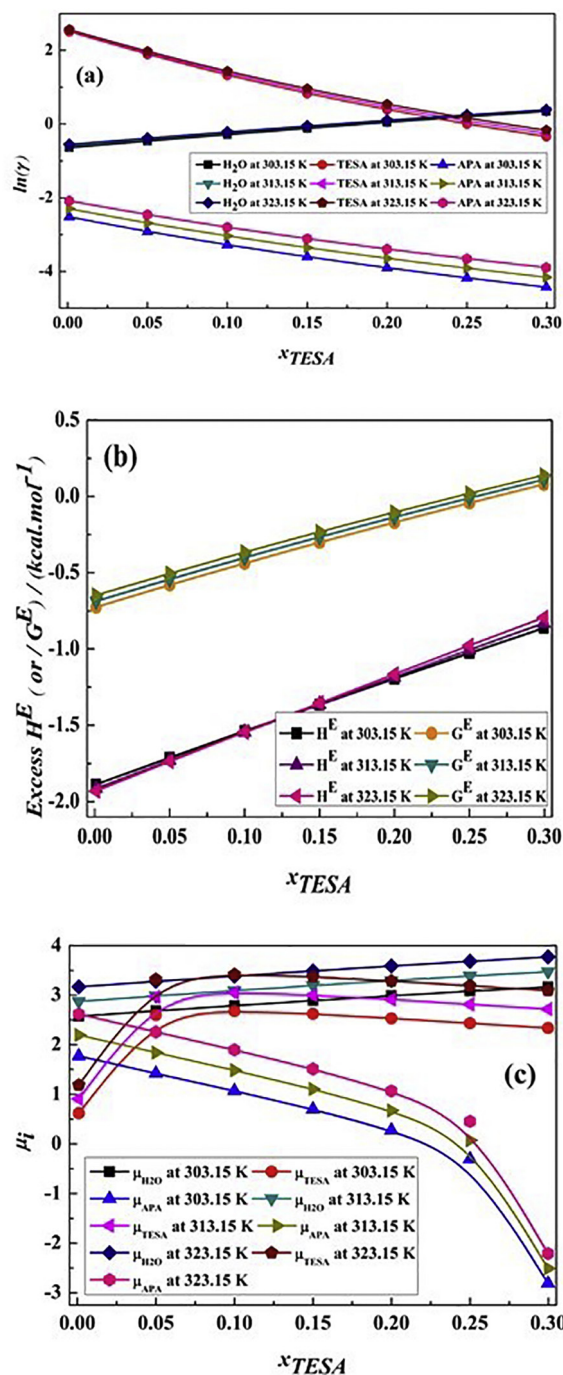 2
0
-2
-4
ln(γ)
(a)
H2O at 303.15 K TESA at 303.15 K APA at 303.15 K
H2O at 313.15 K TESA at 313.15 K APA at 313.15 K
H2O at 323.15 K TESA at 323.15 K APA at 323.15 K
0.00 0.05 0.10 0.15 0.20 0.25 0.30
xTESA
0.5
0.0
-0.5
-1.0
-1.5
-2.0
Excess H^E ( or / G^E ) / (kcal.mol^-1)
(b)
H^E at 303.15 K G^E at 303.15 K
H^E at 313.15 K G^E at 313.15 K
H^E at 323.15 K G^E at 323.15 K
0.00 0.05 0.10 0.15 0.20 0.25 0.30
xTESA
4
3
2
1
0
-1
-2
-3
μi
(c)
μH2O at 303.15 K μTESA at 303.15 K
μAPA at 303.15 K μH2O at 313.15 K
μTESA at 313.15 K μAPA at 313.15 K
μH2O at 323.15 K μTESA at 323.15 K
μAPA at 323.15 K
0.00 0.05 0.10 0.15 0.20 0.25 0.30
xTESA